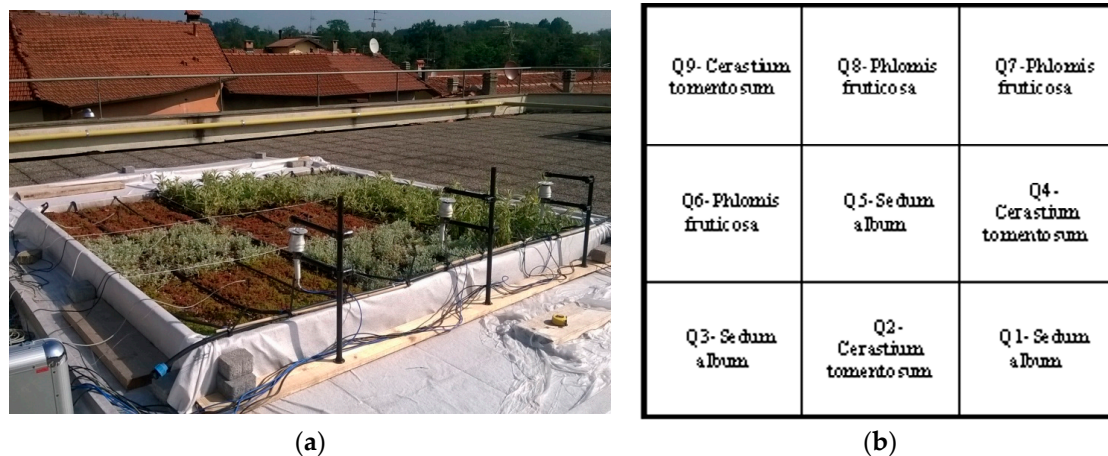 Q9- Cerastium
tomentosum
Q8-Phlomis
fruticosa
Q7-Phlomis
fruticosa
Q6-Phlomis
fruticosa
Q5-Sedum
album
Q4-
Cerastium
tomentosum
Q3-Sedum
album
Q2-
Cerastium
tomentosum
Q1-Sedum
album
(a)
(b)